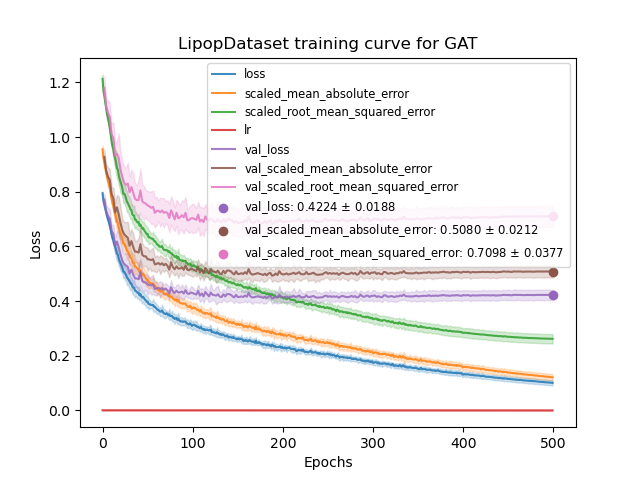 LipopDataset training curve for GAT
loss
scaled_mean_absolute_error
scaled_root_mean_squared_error
lr
val_loss
val_scaled_mean_absolute_error
val_scaled_root_mean_squared_error
val_loss: 0.4224 ± 0.0188
val_scaled_mean_absolute_error: 0.5080 ± 0.0212
val_scaled_root_mean_squared_error: 0.7098 ± 0.0377
Loss
1.2
1.0
0.8
0.6
0.4
0.2
0.0
0 100 200 300 400 500
Epochs